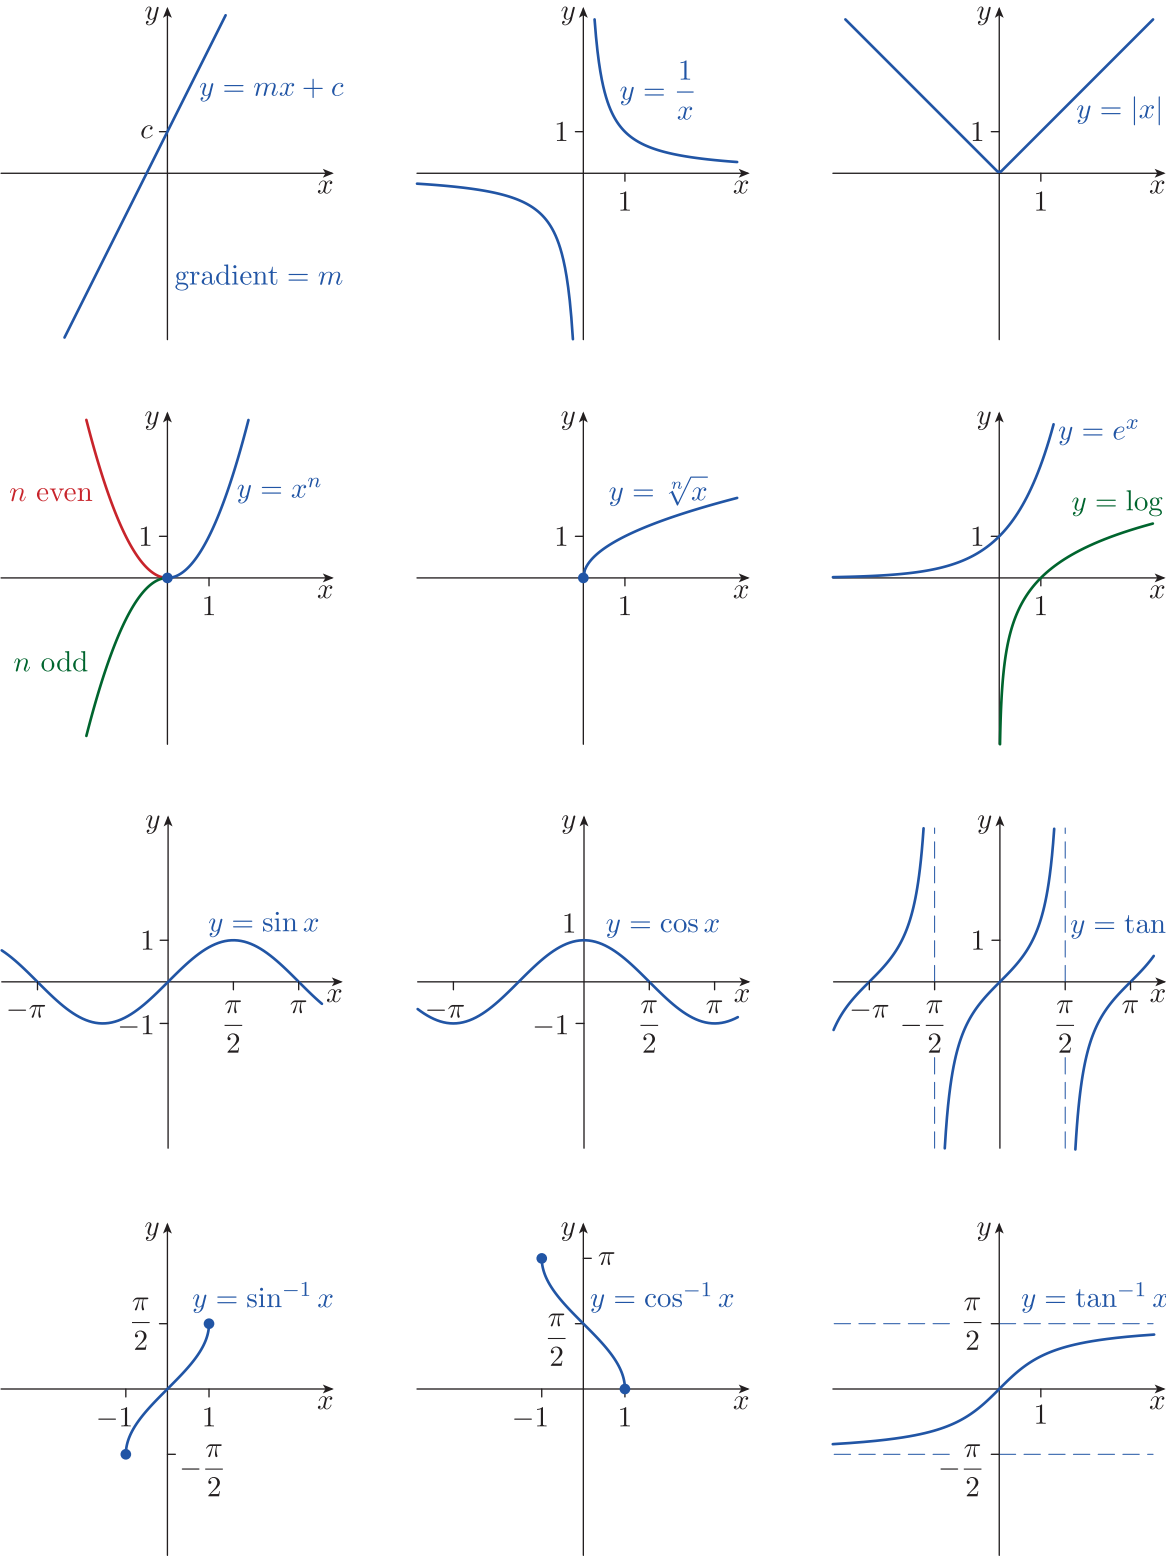 y
y = mx + c
c
x
gradient = m
y
y = 1/x
1
x
1
y
y = |x|
1
x
1
y
n even
y = xⁿ
1
x
1
n odd
y
y = ⁿ√x
1
x
1
y
y = eˣ
y = log
1
x
1
y
y = sin x
1
−π
π/2
π
x
−1
y
1
y = cos x
−π
π/2
π
x
−1
y
y = tan
1
−π
−π/2
π/2
π
x
y
y = sin⁻¹ x
π/2
x
−1
1
−π/2
y
π
y = cos⁻¹ x
π/2
x
−1
1
y
y = tan⁻¹ x
π/2
x
1
−π/2